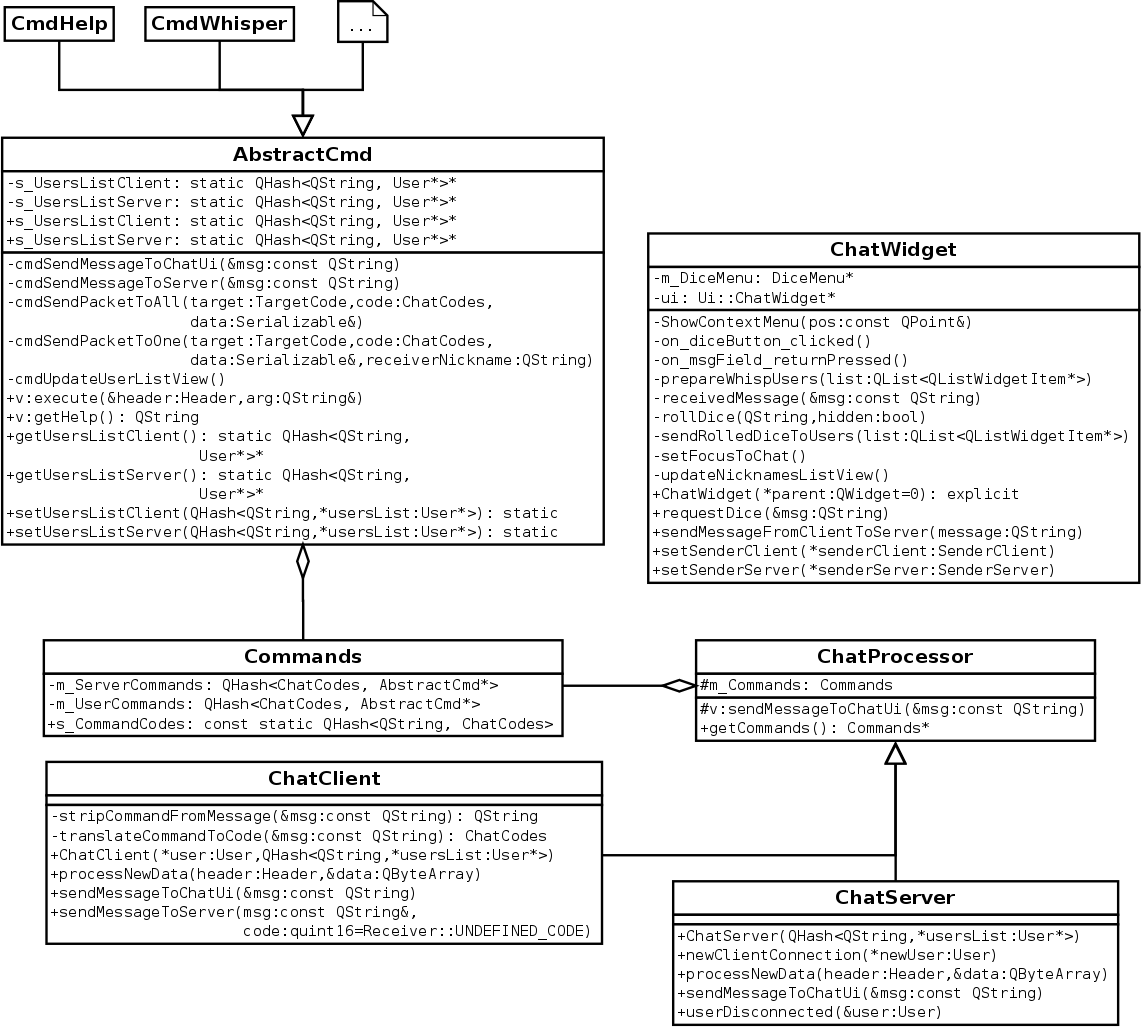 CmdHelp
CmdWhisper
...
AbstractCmd
-s_UsersListClient: static QHash<QString, User*>*
-s_UsersListServer: static QHash<QString, User*>*
+s_UsersListClient: static QHash<QString, User*>*
+s_UsersListServer: static QHash<QString, User*>*
-cmdSendMessageToChatUi(&msg:const QString)
-cmdSendMessageToServer(&msg:const QString)
-cmdSendPacketToAll(target:TargetCode,code:ChatCodes,
data:Serializable&)
-cmdSendPacketToOne(target:TargetCode,code:ChatCodes,
data:Serializable&,receiverNickname:QString)
-cmdUpdateUserListView()
+v:execute(&header:Header,arg:QString&)
+v:getHelp(): QString
+getUsersListClient(): static QHash<QString,
User*>*
+getUsersListServer(): static QHash<QString,
User*>*
+setUsersListClient(QHash<QString,*usersList:User*>): static
+setUsersListServer(QHash<QString,*usersList:User*>): static
ChatWidget
-m_DiceMenu: DiceMenu*
-ui: Ui::ChatWidget*
-ShowContextMenu(pos:const QPoint&)
-on_diceButton_clicked()
-on_msgField_returnPressed()
-prepareWhispUsers(list:QList<QListWidgetItem*>)
-receivedMessage(&msg:const QString)
-rollDice(QString,hidden:bool)
-sendRolledDiceToUsers(list:QList<QListWidgetItem*>)
-setFocusToChat()
-updateNicknamesListView()
+ChatWidget(*parent:QWidget=0): explicit
+requestDice(&msg:QString)
+sendMessageFromClientToServer(message:QString)
+setSenderClient(*senderClient:SenderClient)
+setSenderServer(*senderServer:SenderServer)
Commands
-m_ServerCommands: QHash<ChatCodes, AbstractCmd*>
-m_UserCommands: QHash<ChatCodes, AbstractCmd*>
+s_CommandCodes: const static QHash<QString, ChatCodes>
ChatProcessor
#m_Commands: Commands
#v:sendMessageToChatUi(&msg:const QString)
+getCommands(): Commands*
ChatClient
-stripCommandFromMessage(&msg:const QString): QString
-translateCommandToCode(&msg:const QString): ChatCodes
+ChatClient(*user:User,QHash<QString,*usersList:User*>)
+processNewData(header:Header,&data:QByteArray)
+sendMessageToChatUi(&msg:const QString)
+sendMessageToServer(msg:const QString&,
code:quint16=Receiver::UNDEFINED_CODE)
ChatServer
+ChatServer(QHash<QString,*usersList:User*>)
+newClientConnection(*newUser:User)
+processNewData(header:Header,&data:QByteArray)
+sendMessageToChatUi(&msg:const QString)
+userDisconnected(&user:User)